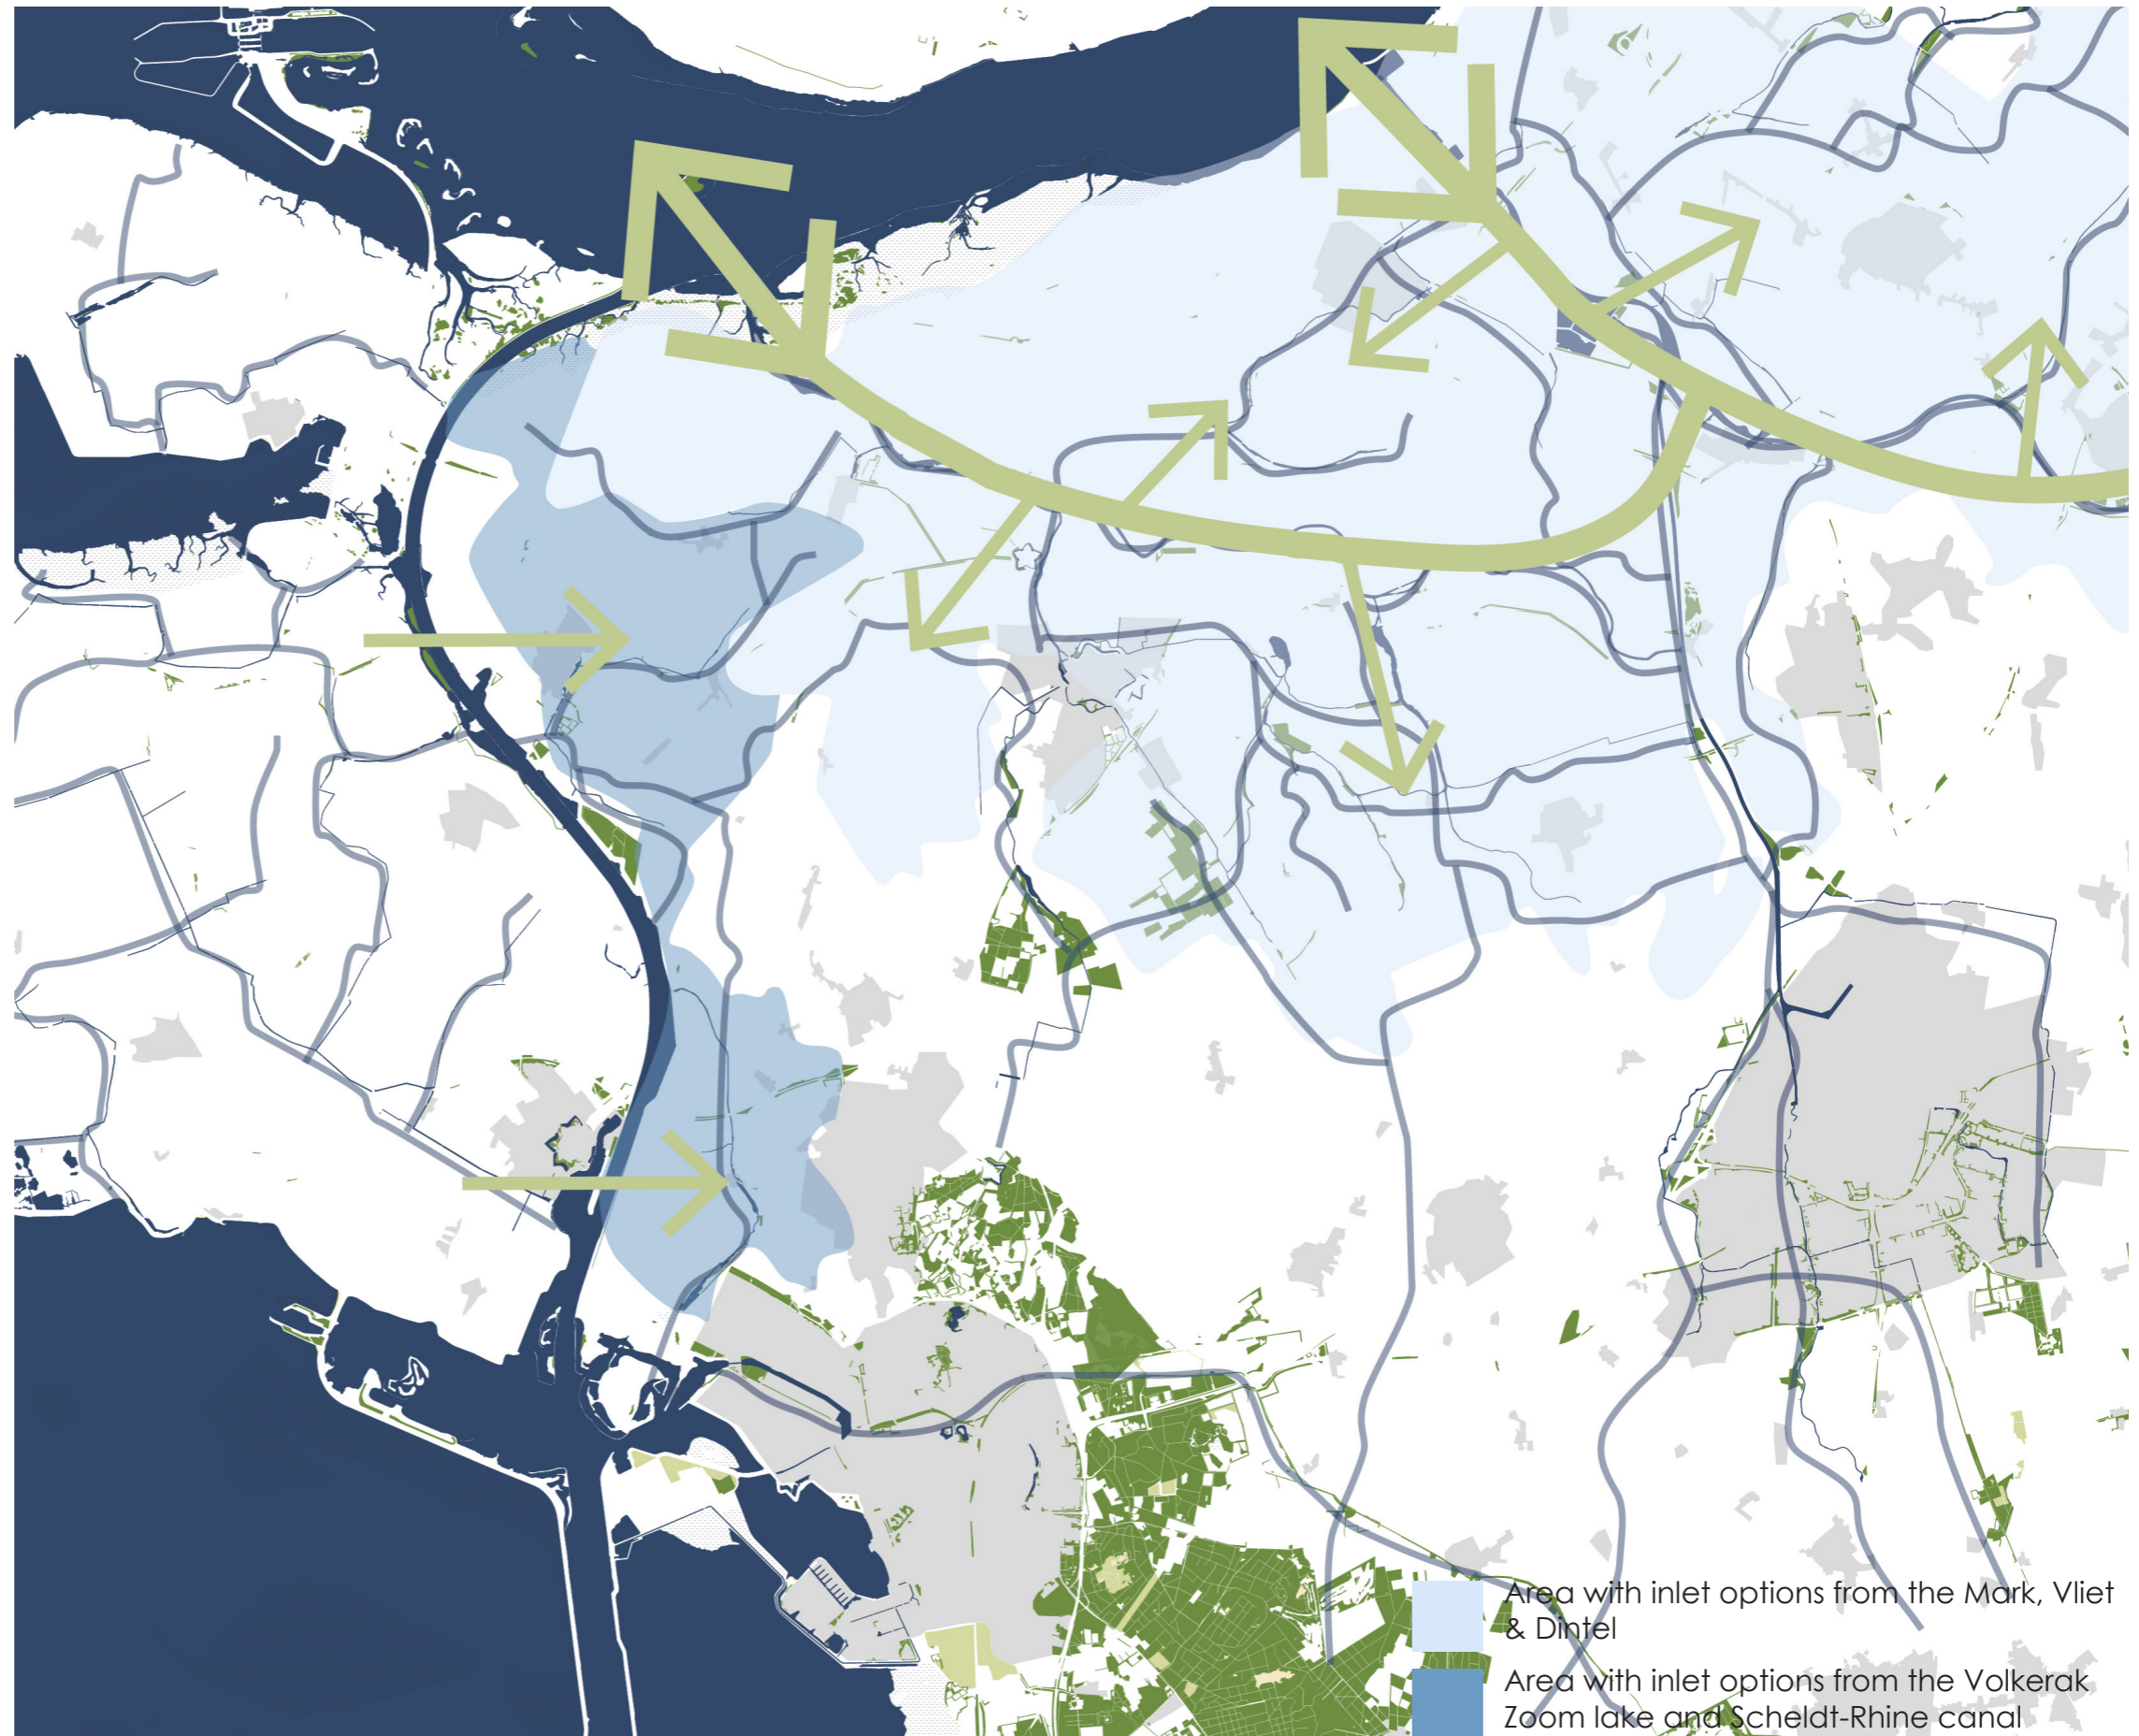 Area with inlet options from the Mark, Vliet
& Dintel
Area with inlet options from the Volkerak
Zoom lake and Scheldt-Rhine canal